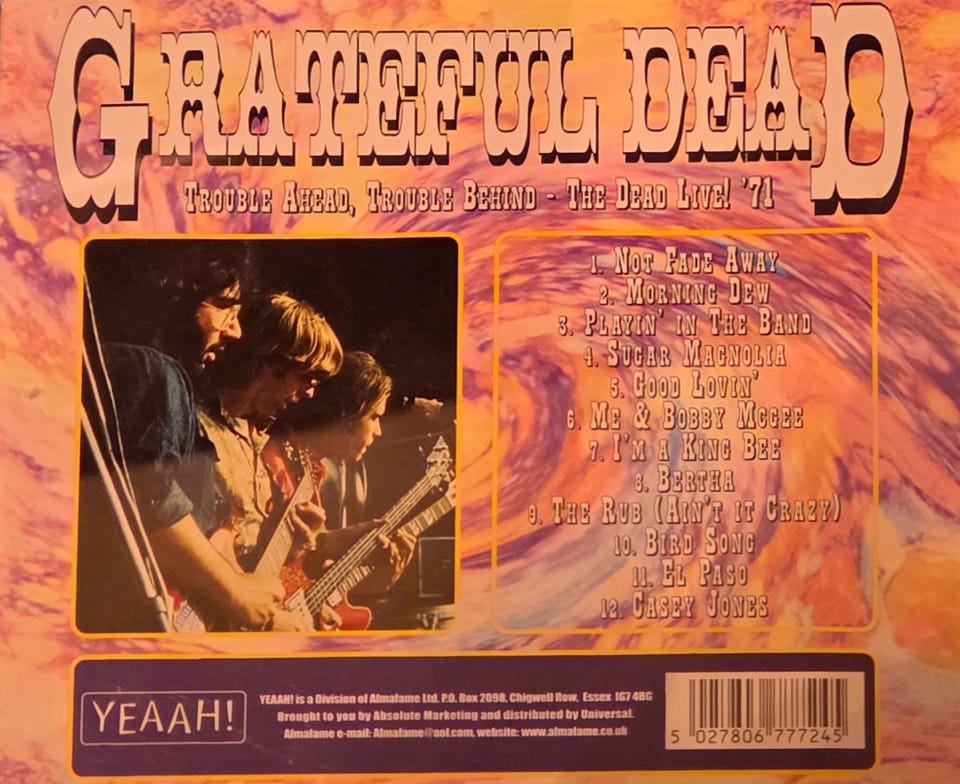 GRATEFUL DEAD
TROUBLE AHEAD, TROUBLE BEHIND - THE DEAD LIVE! '71
1. NOT FADE AWAY
2. MORNING DEW
3. PLAYIN' IN THE BAND
4. SUGAR MAGNOLIA
5. GOOD LOVIN'
6. ME & BOBBY MCGEE
7. I'M A KING BEE
8. BERTHA
9. THE RUB (AIN'T IT CRAZY)
10. BIRD SONG
11. EL PASO
12. CASEY JONES
YEAAH!
YEAAH! is a Division of Almafame Ltd. P.O. Box 2098, Chigwell Row, Essex IG7 4BG
Brought to you by Absolute Marketing and distributed by Universal.
Almafame e-mail: Almafame@aol.com, website: www.almafame.co.uk
5 027806 777245